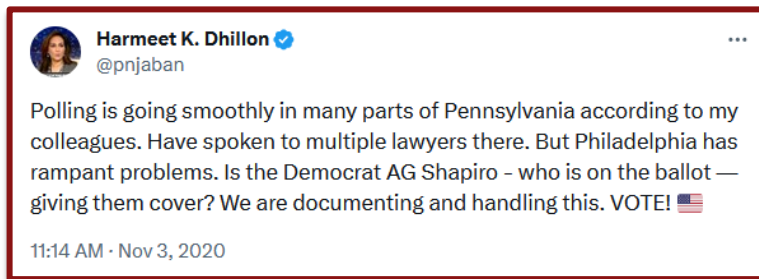 Harmeet K. Dhillon
@pnjaban
Polling is going smoothly in many parts of Pennsylvania according to my
colleagues. Have spoken to multiple lawyers there. But Philadelphia has
rampant problems. Is the Democrat AG Shapiro - who is on the ballot —
giving them cover? We are documenting and handling this. VOTE! 🇺🇸
11:14 AM · Nov 3, 2020